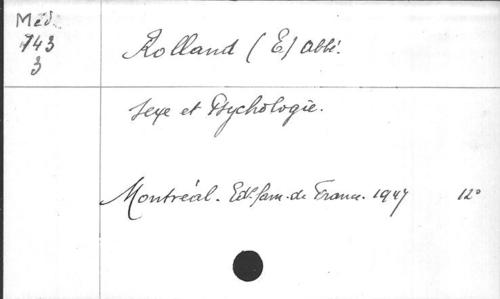 Méd.
743
3
Rolland (E) abbé.
Sexe et Psychologie.
Montréal. Ed. fam. de France. 1947 12°